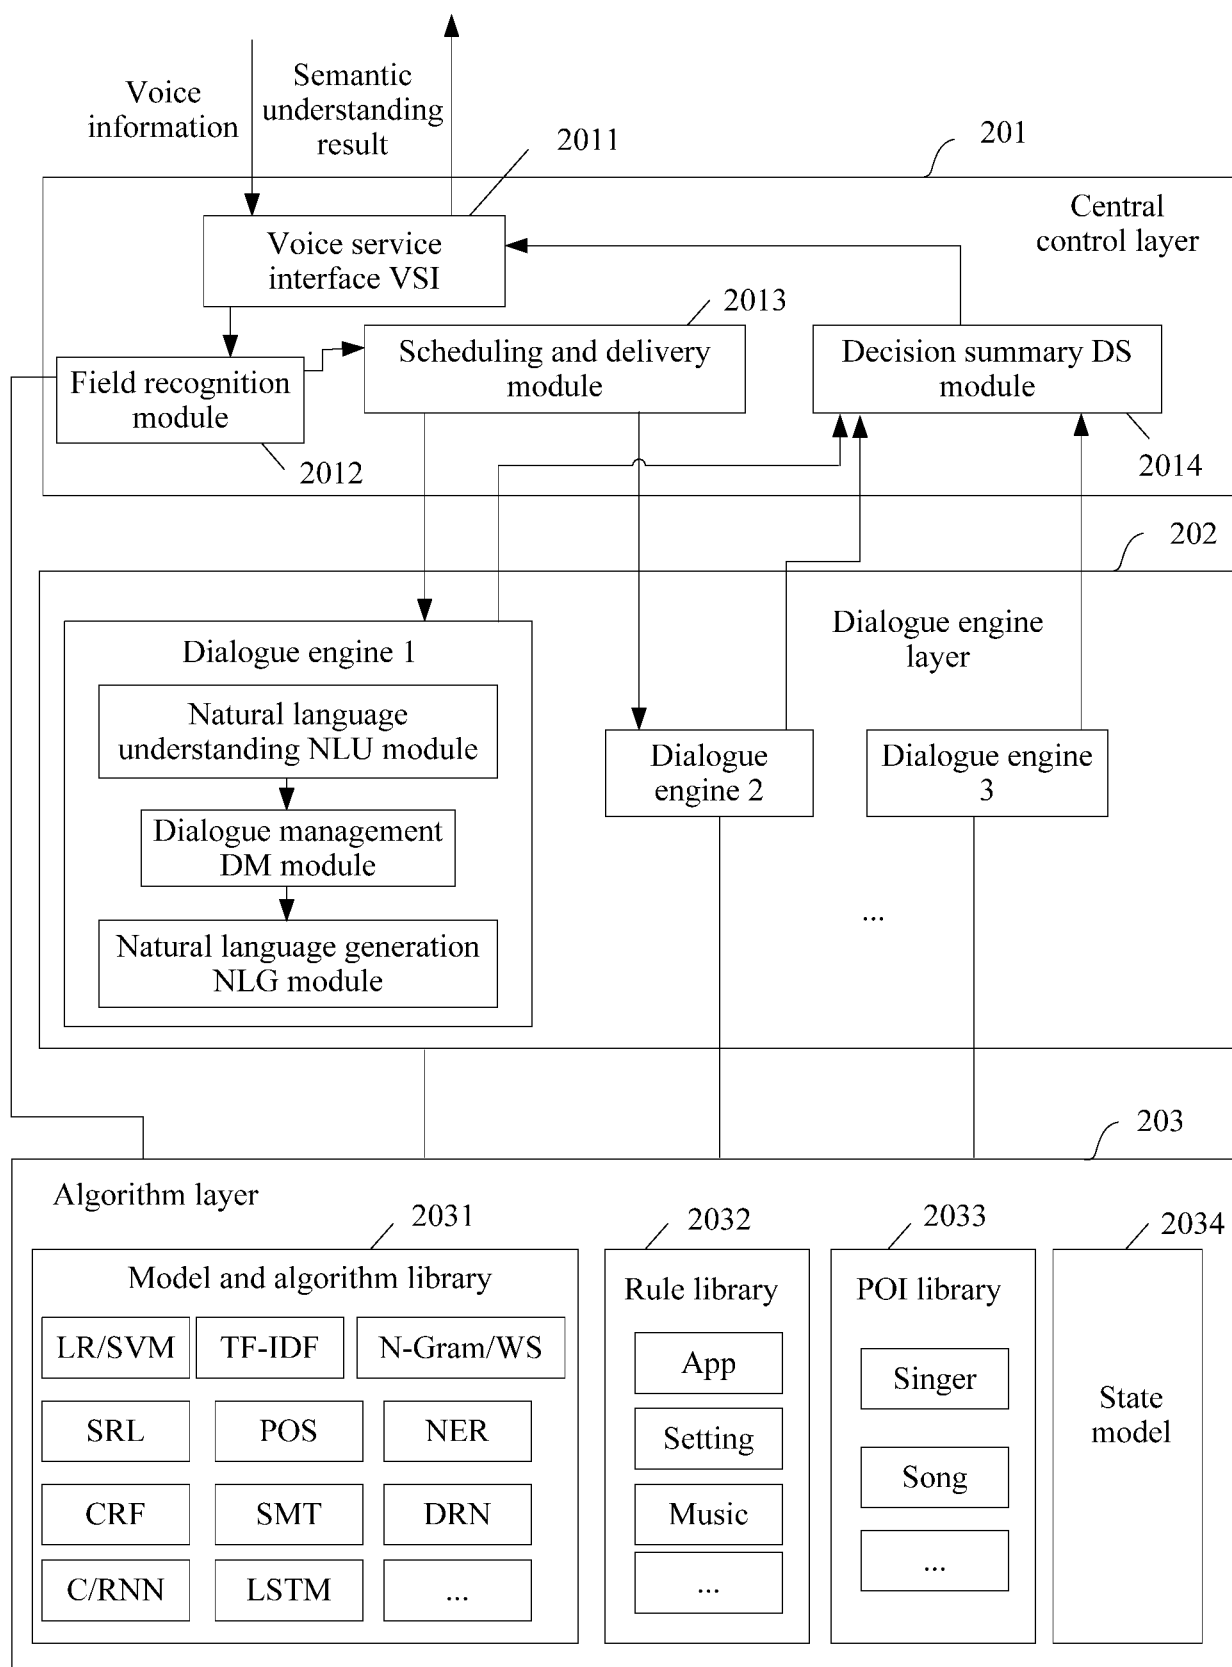 Voice
information
Semantic
understanding
result
2011
201
Central
control layer
Voice service
interface VSI
2013
Scheduling and delivery
module
Decision summary DS
module
Field recognition
module
2012
2014
202
Dialogue engine
layer
Dialogue engine 1
Natural language
understanding NLU module
Dialogue management
DM module
Natural language generation
NLG module
Dialogue
engine 2
Dialogue engine
3
...
203
Algorithm layer
2031
2032
2033
2034
Model and algorithm library
LR/SVM
TF-IDF
N-Gram/WS
SRL
POS
NER
CRF
SMT
DRN
C/RNN
LSTM
...
Rule library
App
Setting
Music
...
POI library
Singer
Song
...
State
model